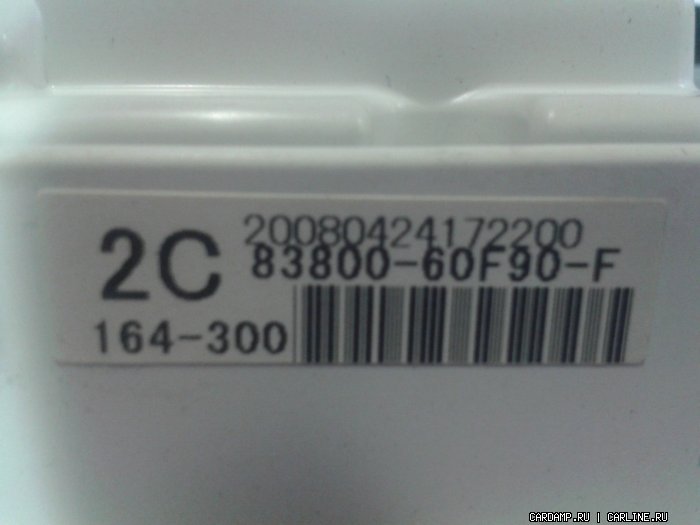 20080424172200
2C 83800-60F90-F
164-300
CARDAMP.RU | CARLINE.RU